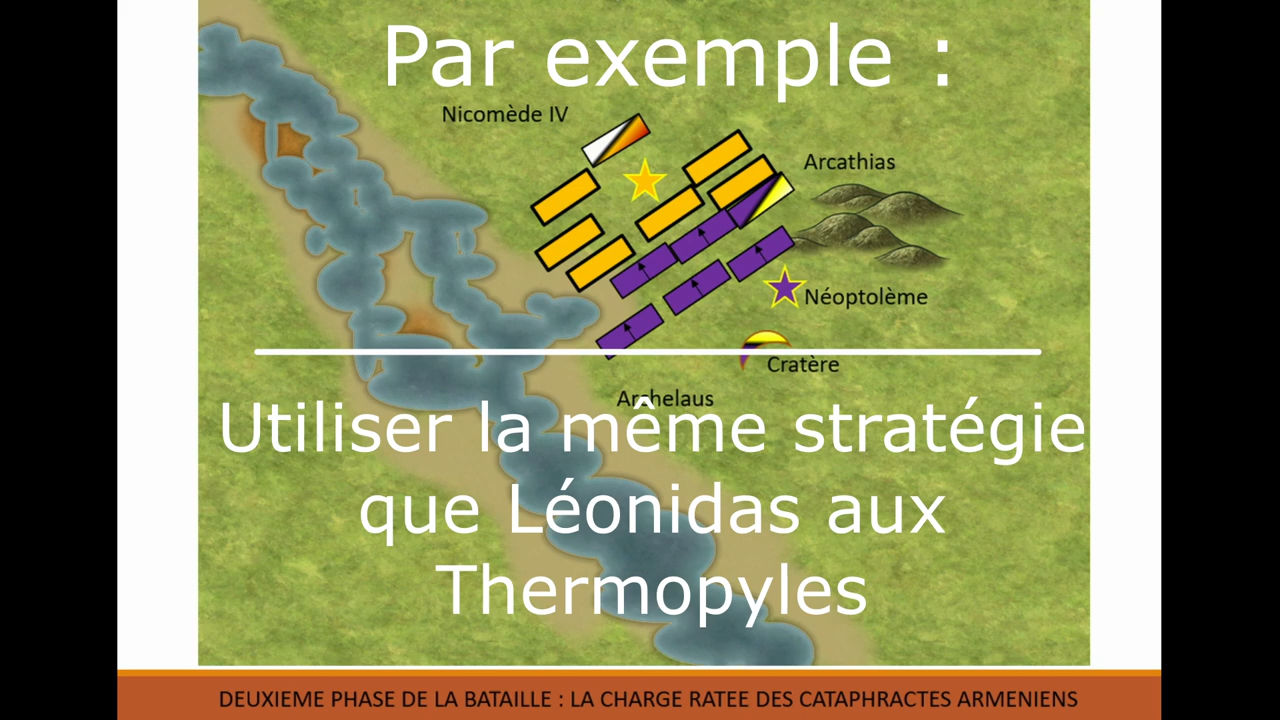 Par exemple :
Nicomède IV
Arcathias
Néoptolème
Cratère
Archelaus
Utiliser la même stratégie
que Léonidas aux
Thermopyles
DEUXIEME PHASE DE LA BATAILLE : LA CHARGE RATEE DES CATAPHRACTES ARMENIENS